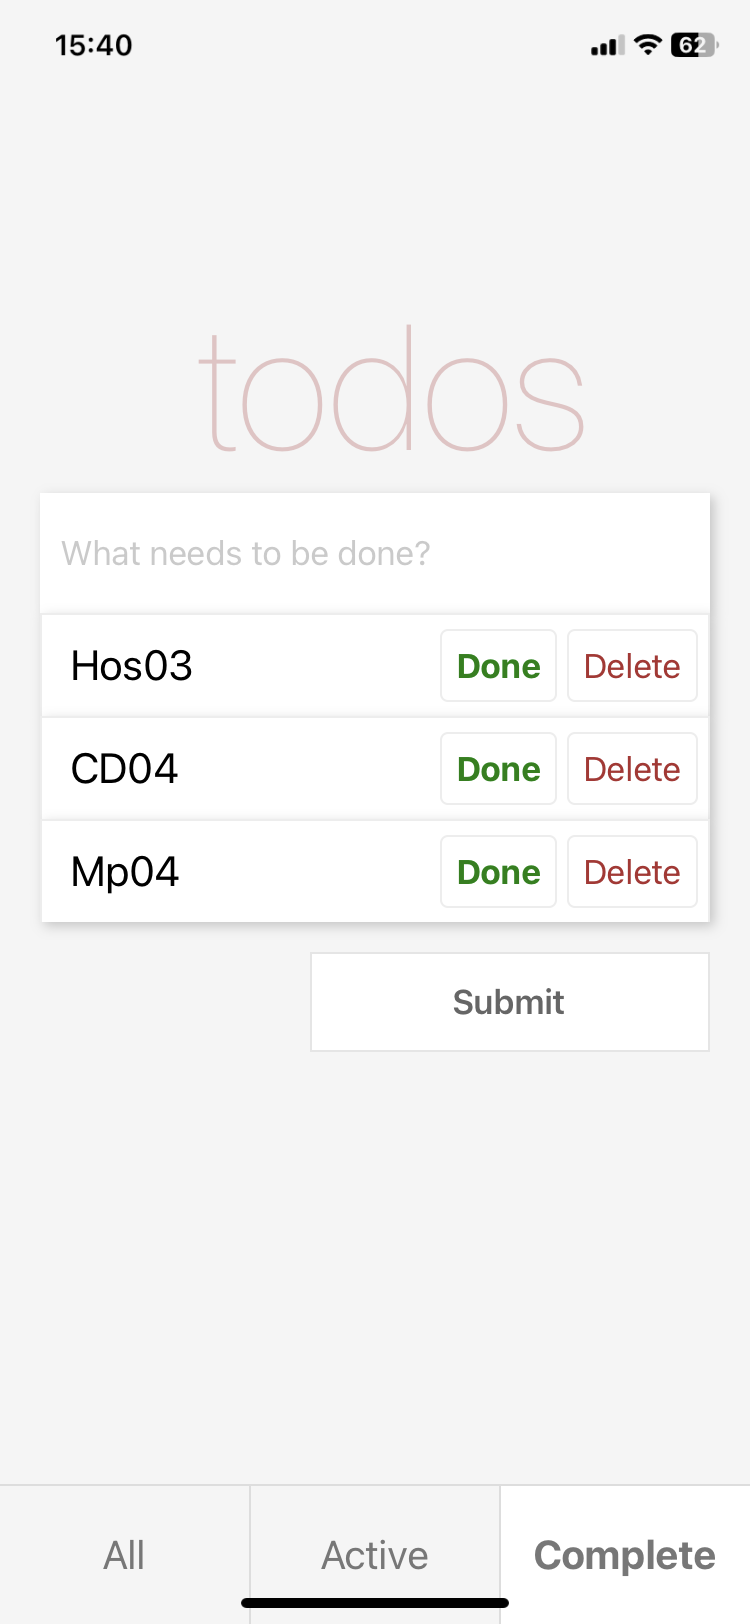 15:40 62
todos
What needs to be done?
Hos03 Done Delete
CD04 Done Delete
Mp04 Done Delete
Submit
All Active Complete